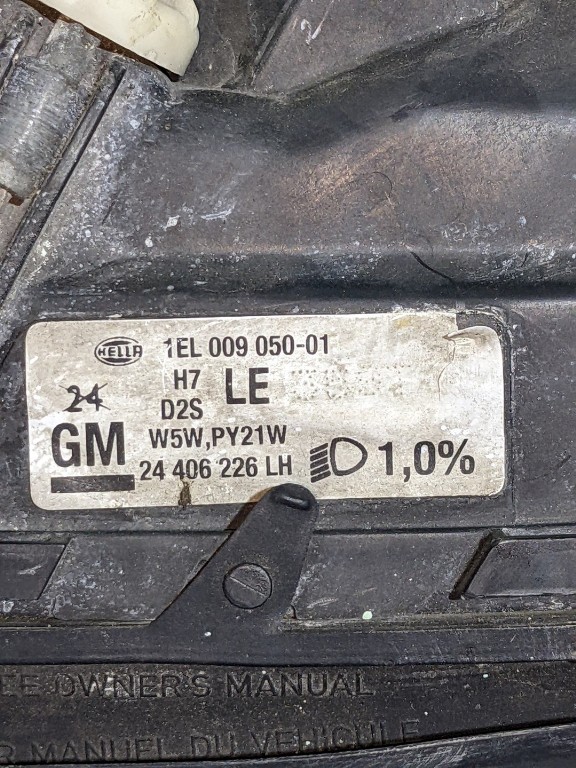 HELLA 1EL 009 050-01
H7 LE
24
D2S
GM W5W,PY21W
24 406 226 LH 1,0%
OWNER'S MANUAL
MANUEL DU VEHICULE